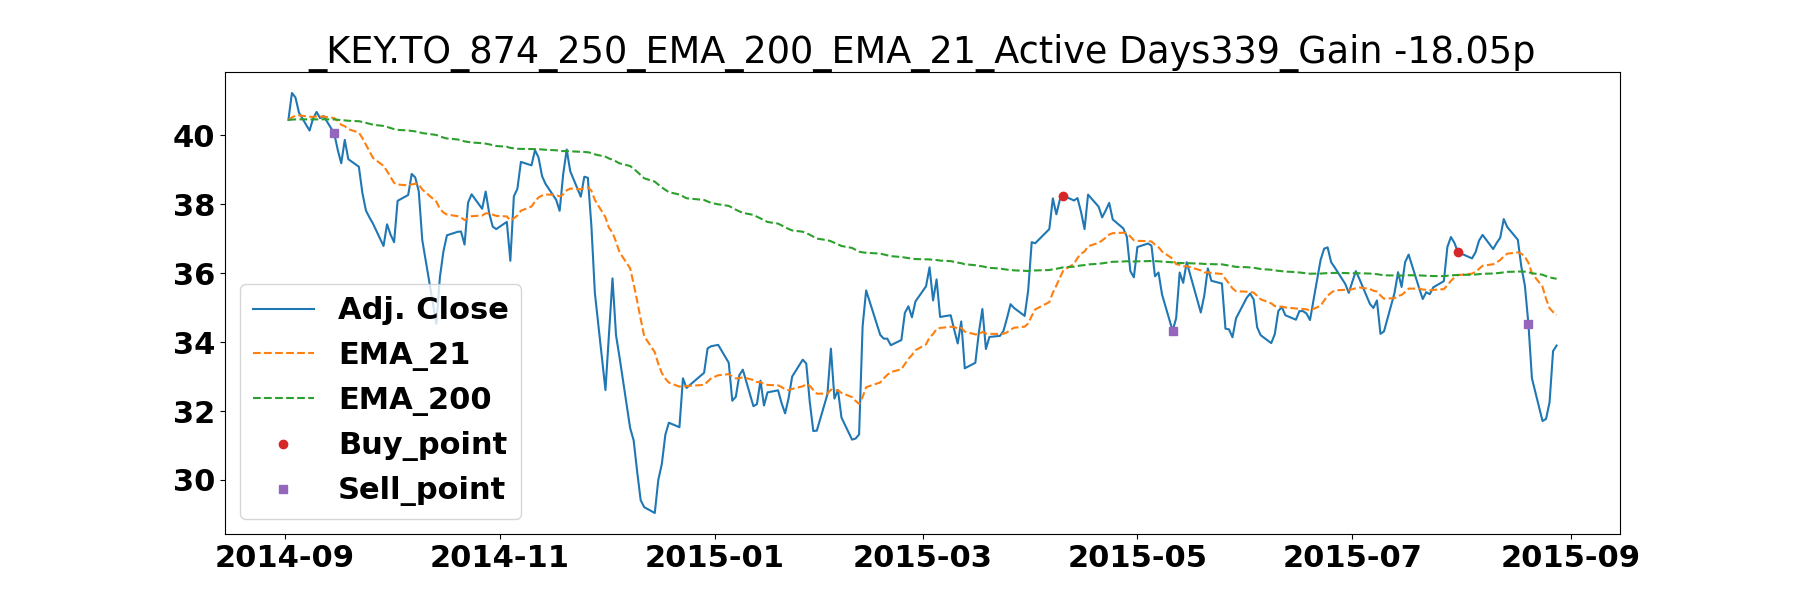 _KEY.TO_874_250_EMA_200_EMA_21_Active Days339_Gain -18.05p
40
38
36
34
32
30
Adj. Close
EMA_21
EMA_200
Buy_point
Sell_point
2014-09 2014-11 2015-01 2015-03 2015-05 2015-07 2015-09